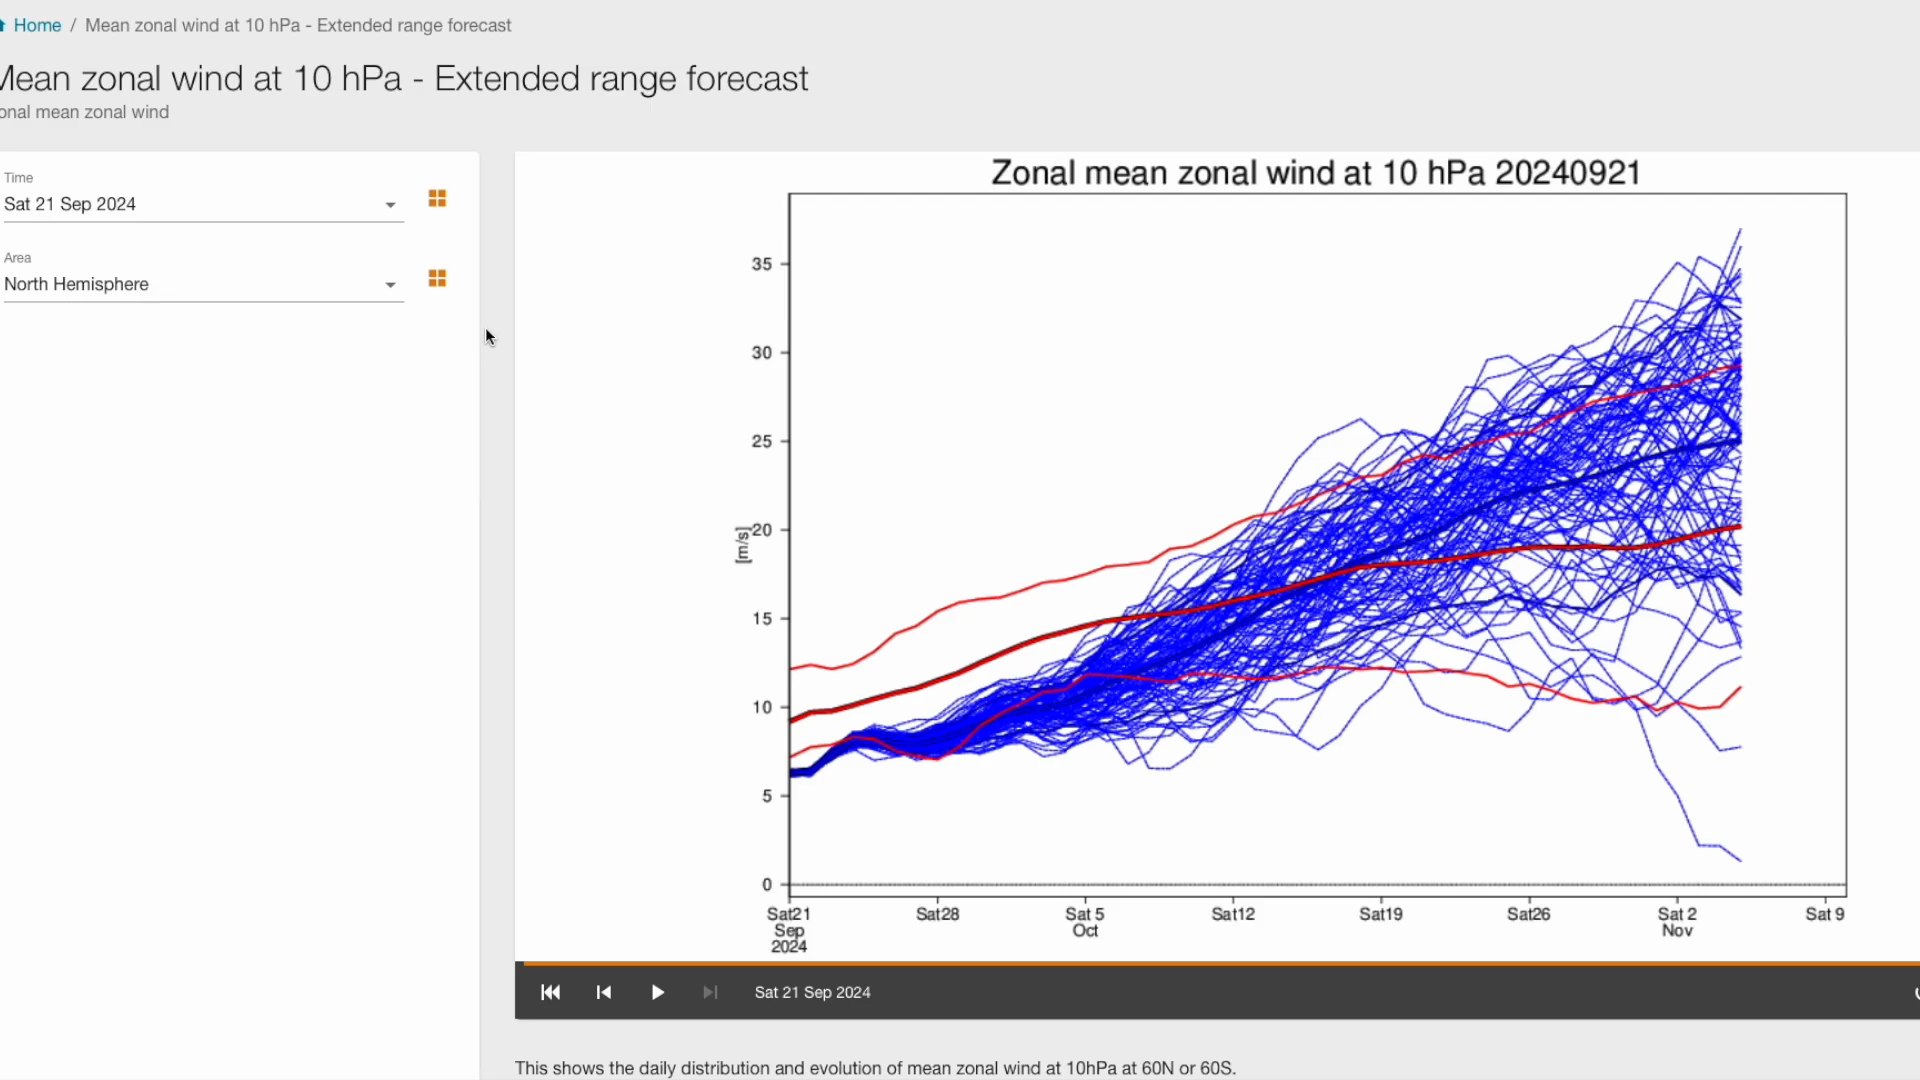 Home / Mean zonal wind at 10 hPa - Extended range forecast
Mean zonal wind at 10 hPa - Extended range forecast
onal mean zonal wind
Time
Sat 21 Sep 2024
Area
North Hemisphere
Zonal mean zonal wind at 10 hPa 20240921
35
30
25
20
15
10
5
0
[m/s]
Sat21 Sat28 Sat 5 Sat12 Sat19 Sat26 Sat 2 Sat 9
Sep Oct Nov
2024
Sat 21 Sep 2024
This shows the daily distribution and evolution of mean zonal wind at 10hPa at 60N or 60S.